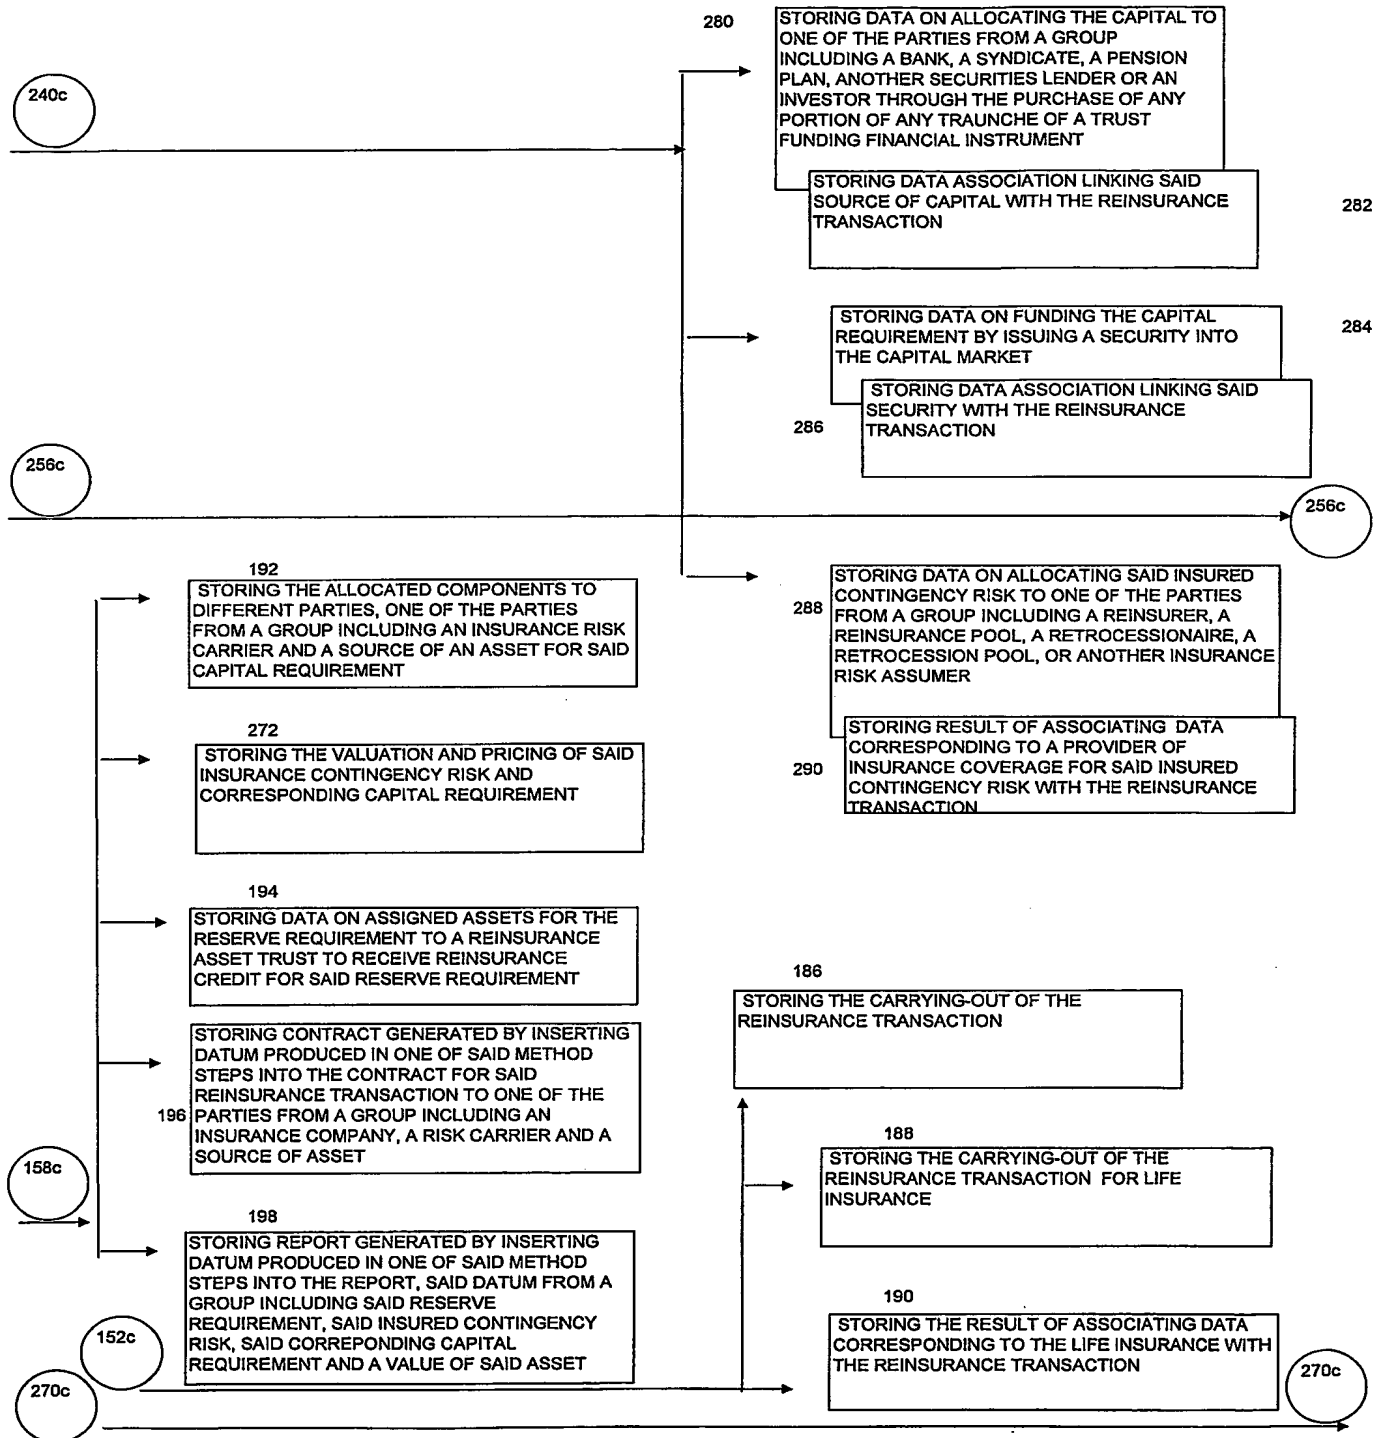 280
STORING DATA ON ALLOCATING THE CAPITAL TO
ONE OF THE PARTIES FROM A GROUP
INCLUDING A BANK, A SYNDICATE, A PENSION
PLAN, ANOTHER SECURITIES LENDER OR AN
INVESTOR THROUGH THE PURCHASE OF ANY
PORTION OF ANY TRAUNCHE OF A TRUST
FUNDING FINANCIAL INSTRUMENT
240c
STORING DATA ASSOCIATION LINKING SAID
SOURCE OF CAPITAL WITH THE REINSURANCE
TRANSACTION
282
STORING DATA ON FUNDING THE CAPITAL
REQUIREMENT BY ISSUING A SECURITY INTO
THE CAPITAL MARKET
284
STORING DATA ASSOCIATION LINKING SAID
SECURITY WITH THE REINSURANCE
TRANSACTION
286
256c
256c
192
STORING THE ALLOCATED COMPONENTS TO
DIFFERENT PARTIES, ONE OF THE PARTIES
FROM A GROUP INCLUDING AN INSURANCE RISK
CARRIER AND A SOURCE OF AN ASSET FOR SAID
CAPITAL REQUIREMENT
288
STORING DATA ON ALLOCATING SAID INSURED
CONTINGENCY RISK TO ONE OF THE PARTIES
FROM A GROUP INCLUDING A REINSURER, A
REINSURANCE POOL, A RETROCESSIONAIRE, A
RETROCESSION POOL, OR ANOTHER INSURANCE
RISK ASSUMER
272
STORING THE VALUATION AND PRICING OF SAID
INSURANCE CONTINGENCY RISK AND
CORRESPONDING CAPITAL REQUIREMENT
290
STORING RESULT OF ASSOCIATING DATA
CORRESPONDING TO A PROVIDER OF
INSURANCE COVERAGE FOR SAID INSURED
CONTINGENCY RISK WITH THE REINSURANCE
TRANSACTION
194
STORING DATA ON ASSIGNED ASSETS FOR THE
RESERVE REQUIREMENT TO A REINSURANCE
ASSET TRUST TO RECEIVE REINSURANCE
CREDIT FOR SAID RESERVE REQUIREMENT
186
STORING THE CARRYING-OUT OF THE
REINSURANCE TRANSACTION
STORING CONTRACT GENERATED BY INSERTING
DATUM PRODUCED IN ONE OF SAID METHOD
STEPS INTO THE CONTRACT FOR SAID
REINSURANCE TRANSACTION TO ONE OF THE
196
PARTIES FROM A GROUP INCLUDING AN
INSURANCE COMPANY, A RISK CARRIER AND A
SOURCE OF ASSET
158c
188
STORING THE CARRYING-OUT OF THE
REINSURANCE TRANSACTION FOR LIFE
INSURANCE
198
STORING REPORT GENERATED BY INSERTING
DATUM PRODUCED IN ONE OF SAID METHOD
STEPS INTO THE REPORT, SAID DATUM FROM A
GROUP INCLUDING SAID RESERVE
REQUIREMENT, SAID INSURED CONTINGENCY
RISK, SAID CORREPONDING CAPITAL
REQUIREMENT AND A VALUE OF SAID ASSET
190
STORING THE RESULT OF ASSOCIATING DATA
CORRESPONDING TO THE LIFE INSURANCE WITH
THE REINSURANCE TRANSACTION
152c
270c
270c